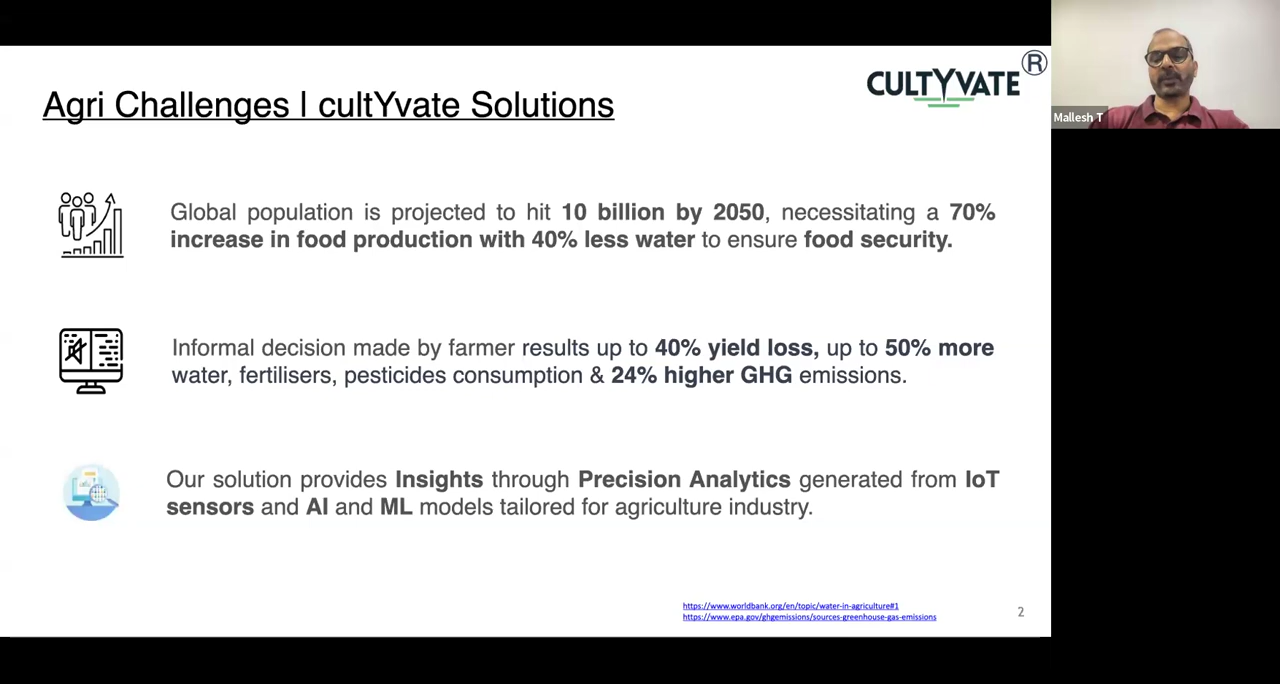 Agri Challenges | cultYvate Solutions
CULTYVATE ®
Mallesh T
Global population is projected to hit 10 billion by 2050, necessitating a 70%
increase in food production with 40% less water to ensure food security.
Informal decision made by farmer results up to 40% yield loss, up to 50% more
water, fertilisers, pesticides consumption & 24% higher GHG emissions.
Our solution provides Insights through Precision Analytics generated from IoT
sensors and AI and ML models tailored for agriculture industry.
https://www.worldbank.org/en/topic/water-in-agriculture#1
https://www.epa.gov/ghgemissions/sources-greenhouse-gas-emissions
2